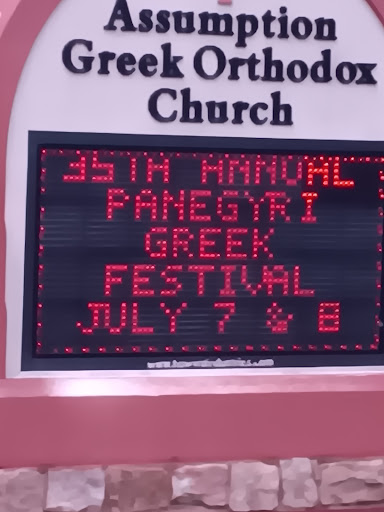 Assumption
Greek Orthodox
Church
35TH ANNUAL
PANEGYRI
GREEK
FESTIVAL
JULY 7 & 8